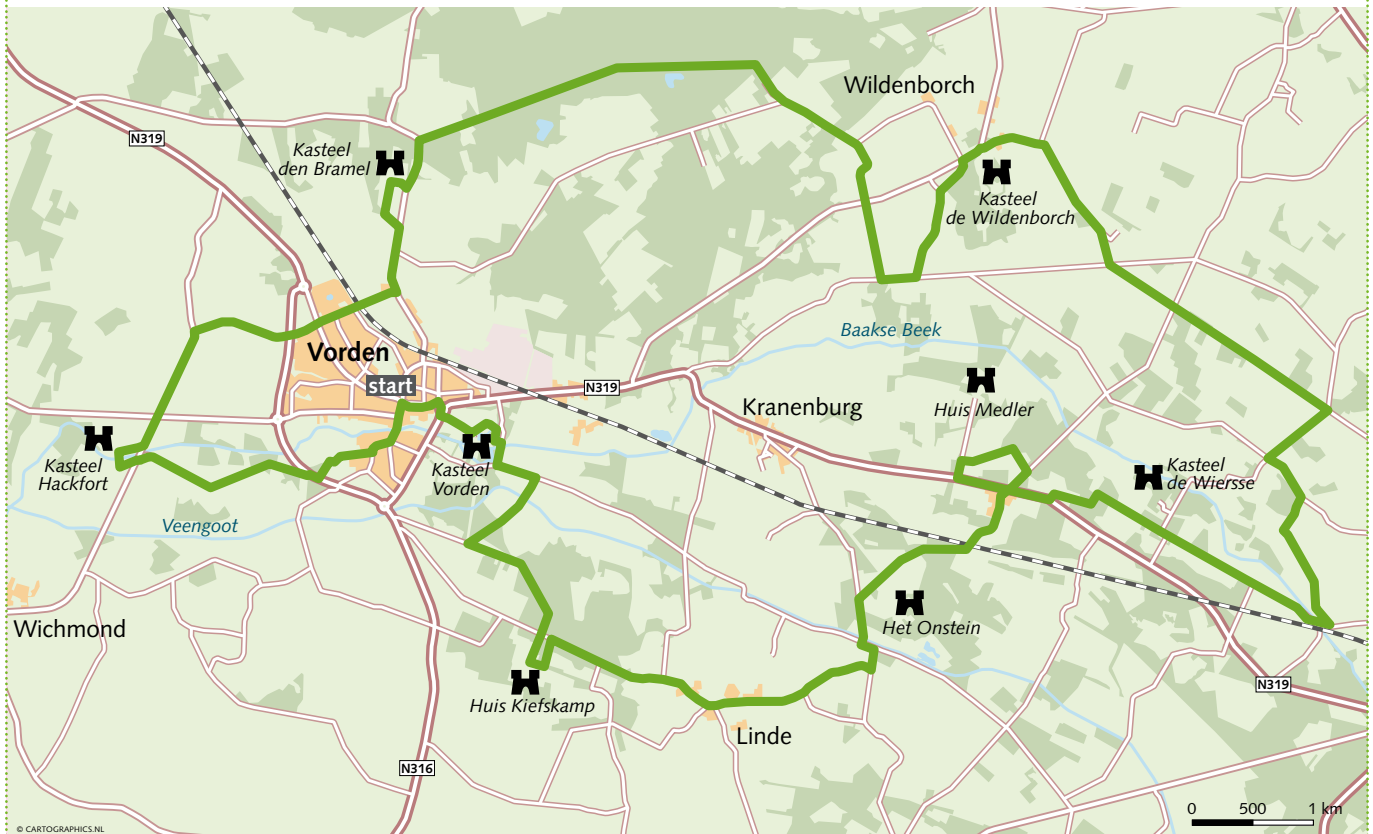 Wildenborch
N319
Kasteel
den Bramel
Kasteel
de Wildenborch
Baakse Beek
Vorden
start
N319
Huis Medler
Kranenburg
Kasteel
Hackfort
Kasteel
Vorden
Kasteel
de Wiersse
Veengoot
Wichmond
Het Onstein
Huis Kiefskamp
N319
Linde
N316
0 500 1 km
© CARTOGRAPHICS.NL